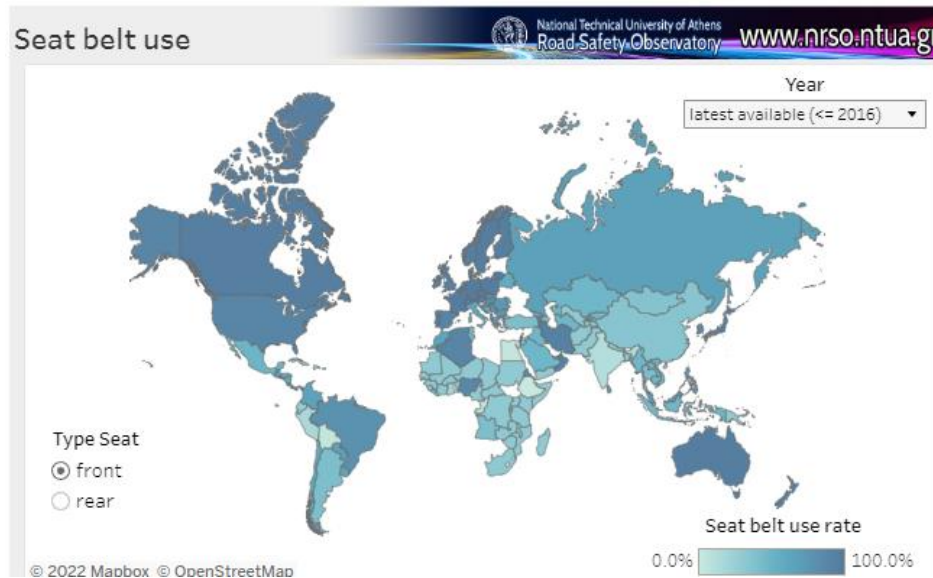 Seat belt use
National Technical University of Athens
Road Safety Observatory
www.nrso.ntua.gr
Year
latest available (<= 2016)
Type Seat
front
rear
Seat belt use rate
0.0%
100.0%
© 2022 Mapbox © OpenStreetMap